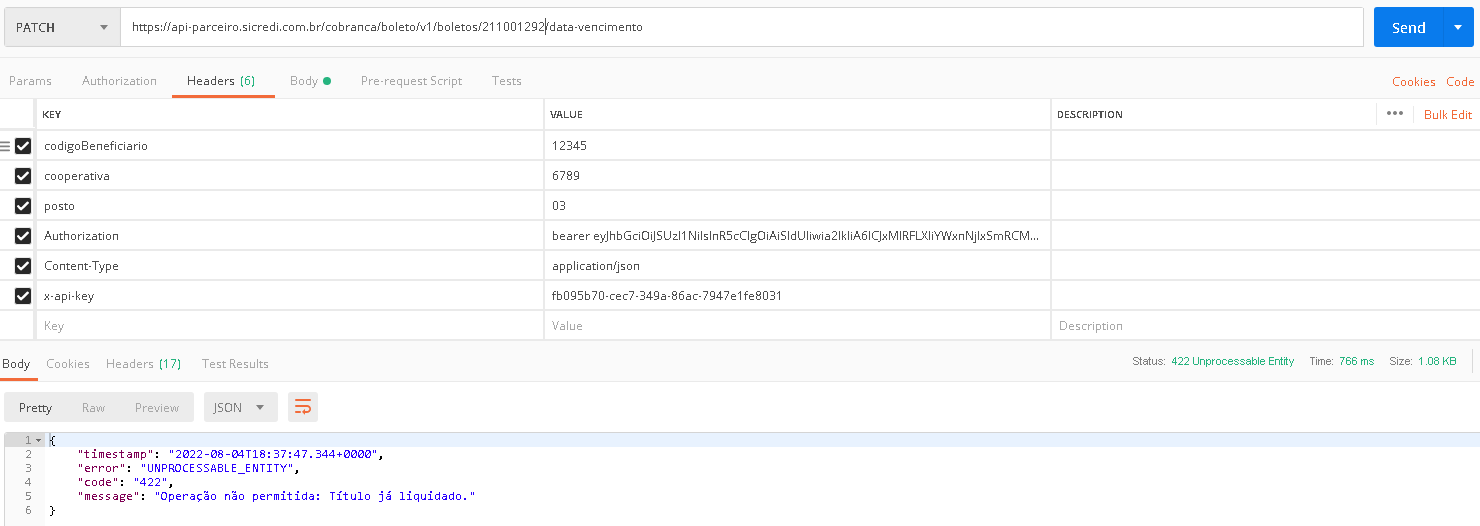 PATCH https://api-parceiro.sicredi.com.br/cobranca/boleto/v1/boletos/211001292/data-vencimento Send
Params Authorization Headers (6) Body Pre-request Script Tests Cookies Code
KEY VALUE DESCRIPTION ••• Bulk Edit
codigoBeneficiario 12345
cooperativa 6789
posto 03
Authorization bearer
Content-Type application/json
x-api-key fb095b70-cec7-349a-86ac-7947e1fe8031
Key Value Description
Body Cookies Headers (17) Test Results Status: 422 Unprocessable Entity Time: 766 ms Size: 1.08 KB
Pretty Raw Preview JSON
1 {
2 "timestamp": "2022-08-04T18:37:47.344+0000",
3 "error": "UNPROCESSABLE_ENTITY",
4 "code": "422",
5 "message": "Operação não permitida: Título já liquidado."
6 }